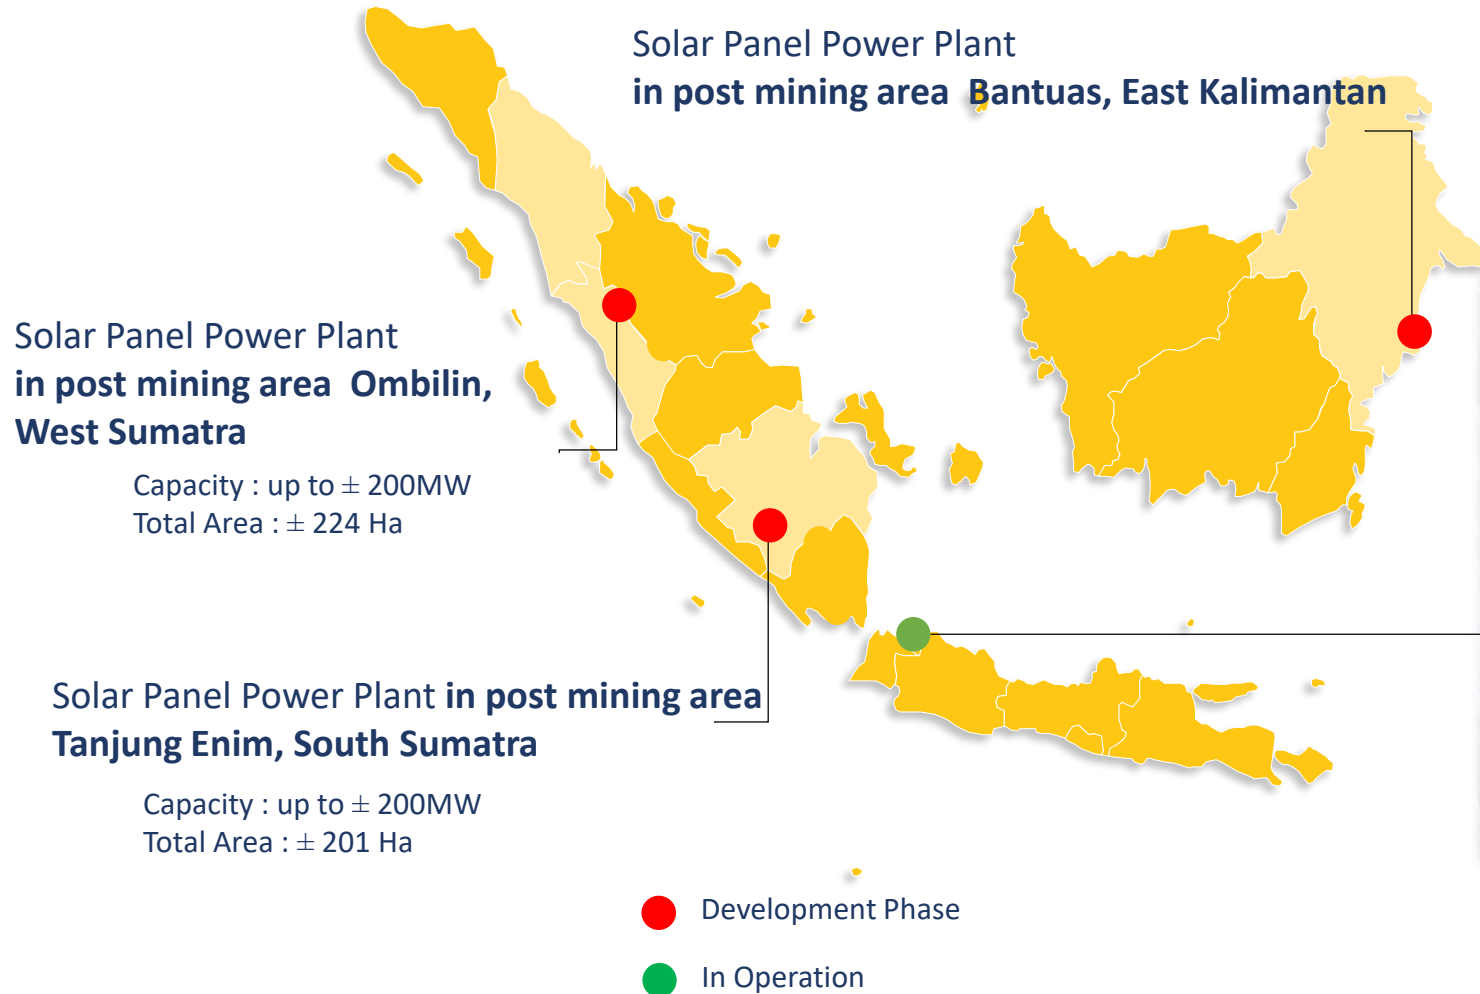 Solar Panel Power Plant
in post mining area Bantuas, East Kalimantan
Solar Panel Power Plant
in post mining area Ombilin,
West Sumatra
Capacity : up to ± 200MW
Total Area : ± 224 Ha
Solar Panel Power Plant in post mining area
Tanjung Enim, South Sumatra
Capacity : up to ± 200MW
Total Area : ± 201 Ha
Development Phase
In Operation